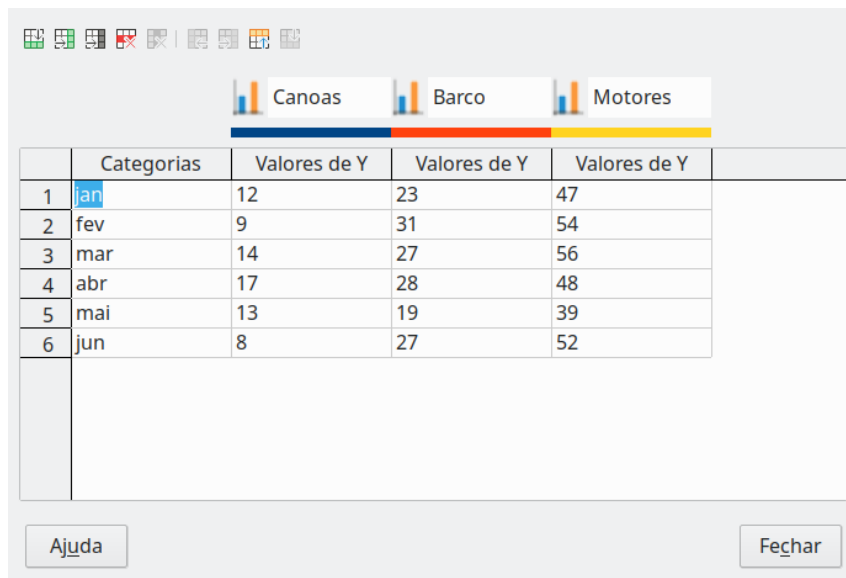 Canoas Barco Motores
Categorias Valores de Y Valores de Y Valores de Y
1 jan 12 23 47
2 fev 9 31 54
3 mar 14 27 56
4 abr 17 28 48
5 mai 13 19 39
6 jun 8 27 52
Ajuda Fechar